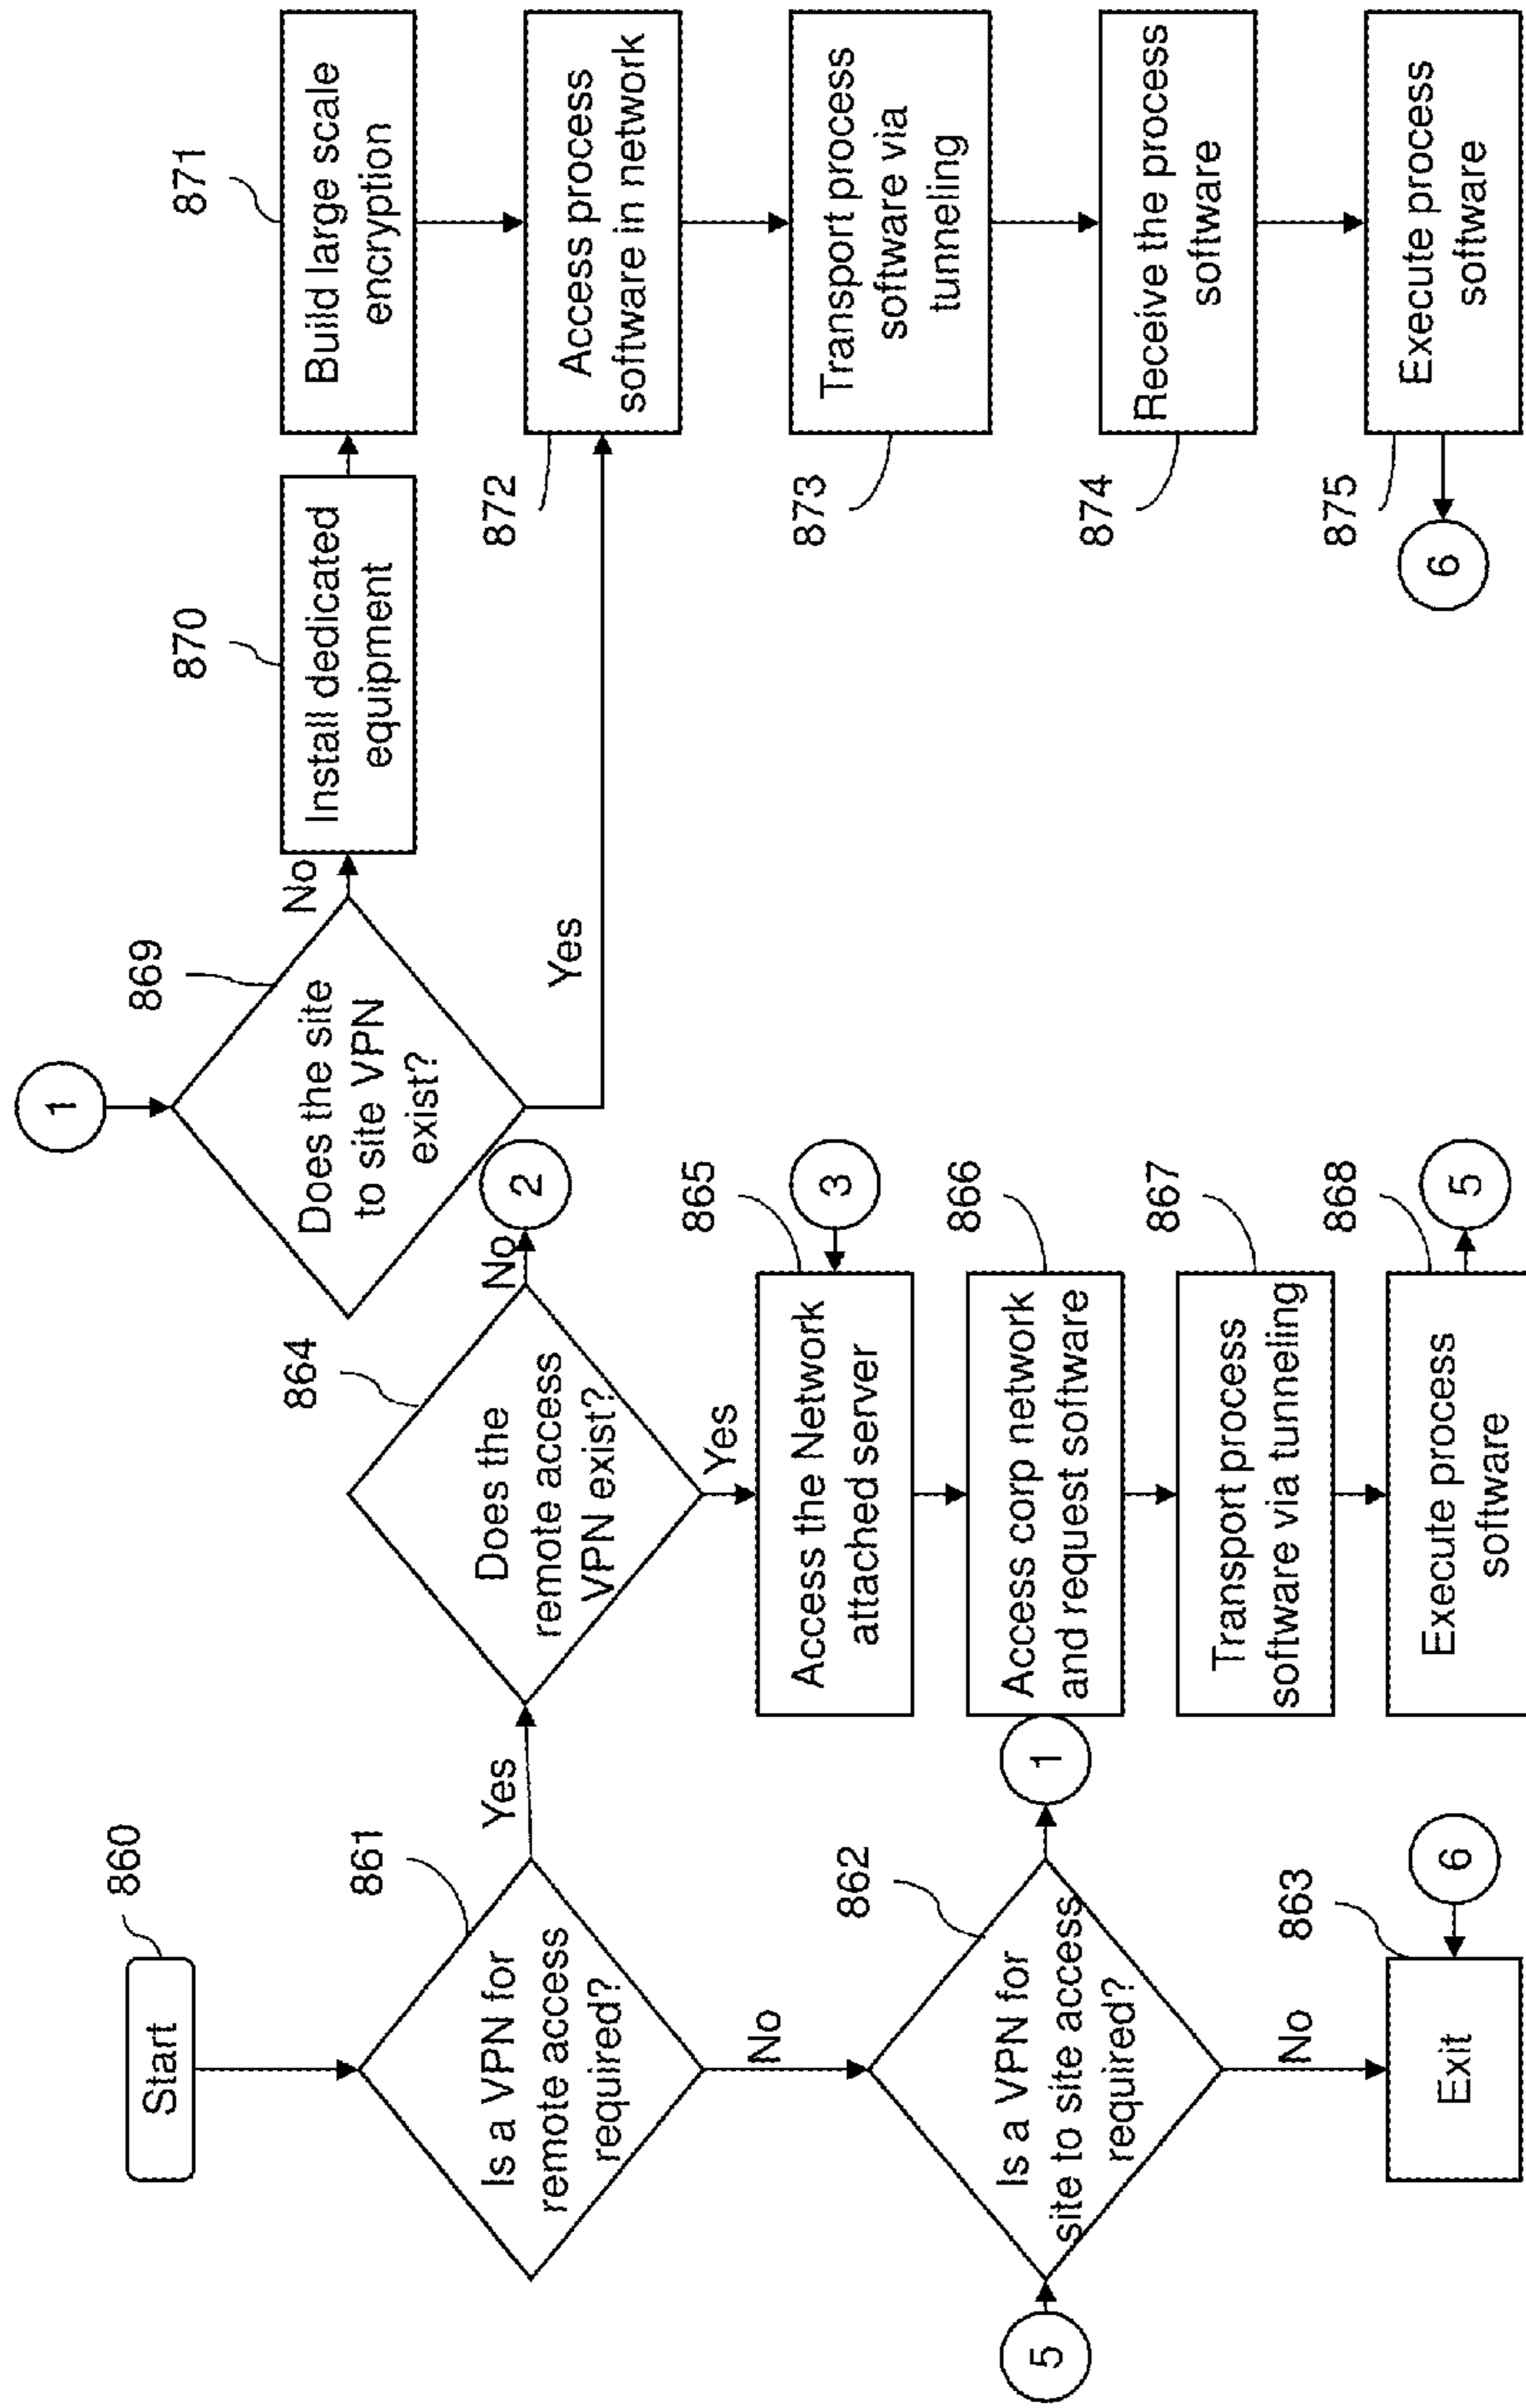 860
Start
861
Is a VPN for
remote access
required?
Yes
No
5
862
Is a VPN for
site to site access
required?
1
No
863
Exit
6
864
Does the
remote access
VPN exist?
No
2
Yes
865
Access the Network
attached server
3
866
Access corp network
and request software
867
Transport process
software via tunneling
868
Execute process
software
5
1
869
Does the site
to site VPN
exist?
No
Yes
870
Install dedicated
equipment
871
Build large scale
encryption
872
Access process
software in network
873
Transport process
software via
tunneling
874
Receive the process
software
875
Execute process
software
6